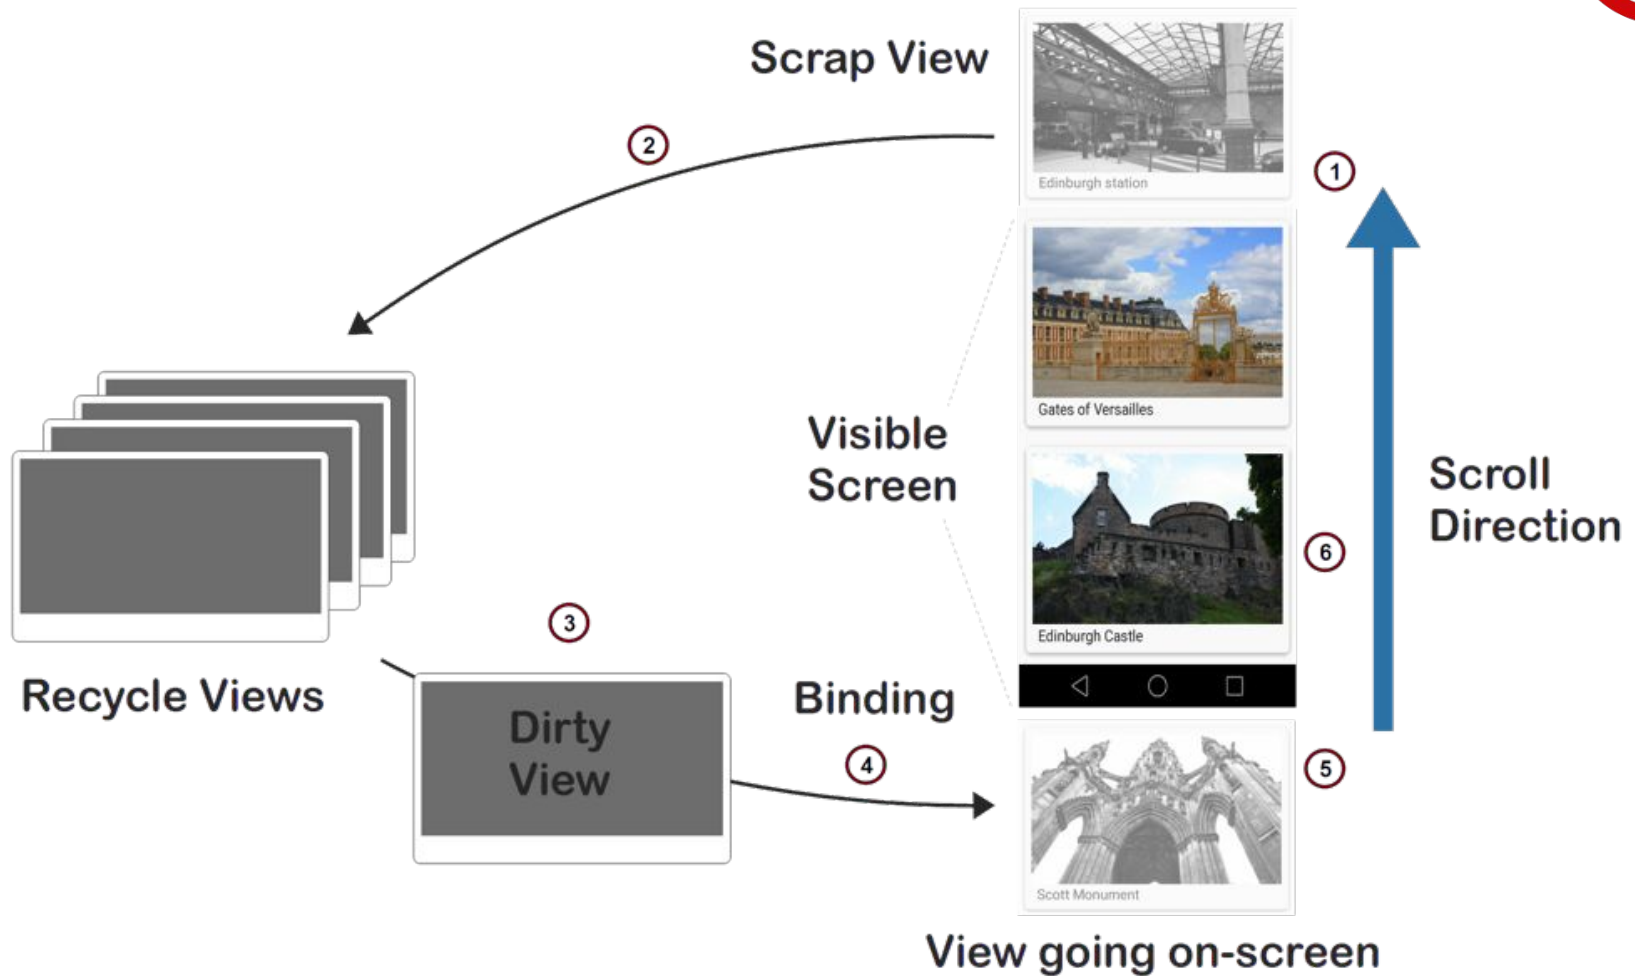 Scrap View
2
Edinburgh station
1
Gates of Versailles
Visible
Screen
Scroll
Direction
6
Edinburgh Castle
3
Recycle Views
Dirty
View
Binding
4
5
Scott Monument
View going on-screen